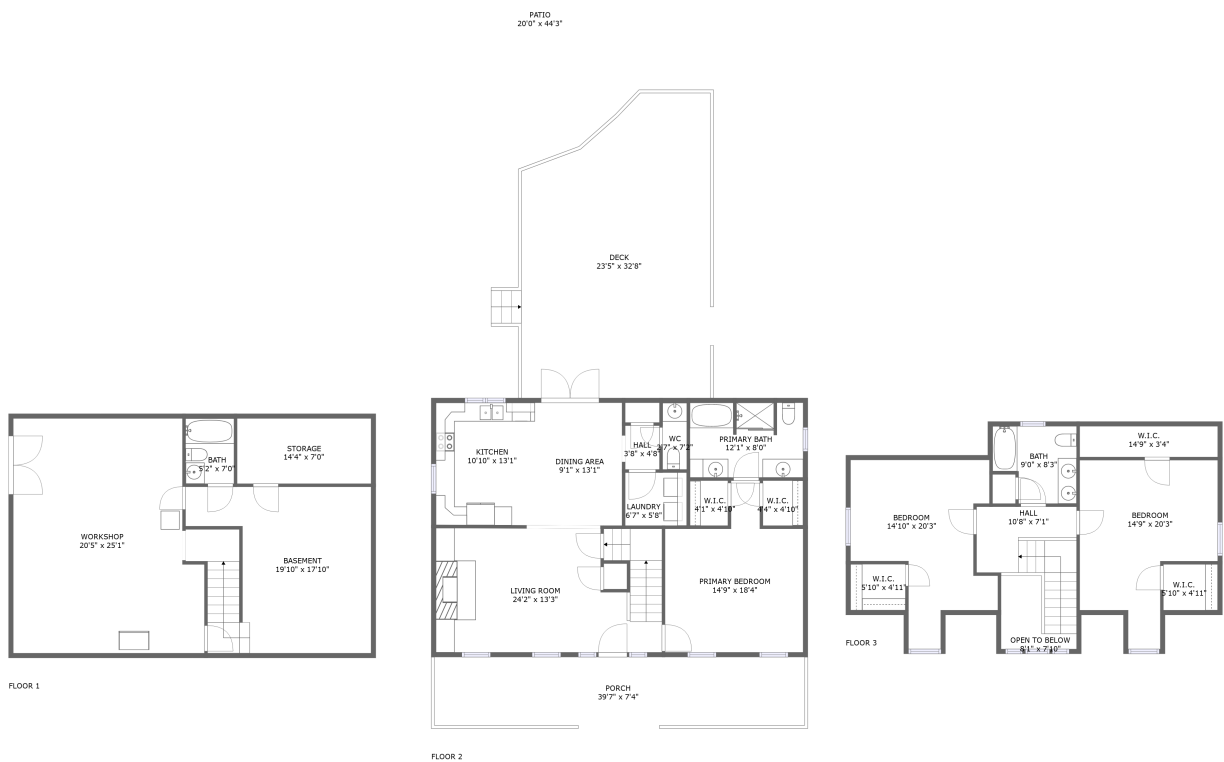 PATIO
20'0" x 44'3"
DECK
23'5" x 32'8"
STORAGE
14'4" x 7'0"
BATH
5'2" x 7'0"
WORKSHOP
20'5" x 25'1"
BASEMENT
19'10" x 17'10"
FLOOR 1
KITCHEN
10'10" x 13'1"
DINING AREA
9'1" x 13'1"
HALL
3'8" x 4'8"
WC
2'7" x 7'2"
PRIMARY BATH
12'1" x 8'0"
LAUNDRY
6'7" x 5'8"
W.I.C.
4'1" x 4'10"
W.I.C.
4'4" x 4'10"
LIVING ROOM
24'2" x 13'3"
PRIMARY BEDROOM
14'9" x 18'4"
PORCH
39'7" x 7'4"
FLOOR 2
W.I.C.
14'9" x 3'4"
BATH
9'0" x 8'3"
BEDROOM
14'10" x 20'3"
HALL
10'8" x 7'1"
BEDROOM
14'9" x 20'3"
W.I.C.
5'10" x 4'11"
W.I.C.
5'10" x 4'11"
OPEN TO BELOW
8'1" x 7'10"
FLOOR 3